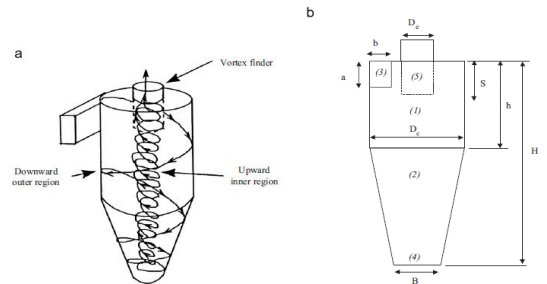 a
Vortex finder
Downward
outer region
Upward
inner region
b
De
b
a
(3)
(5)
S
(1)
h
Dc
H
(2)
(4)
B